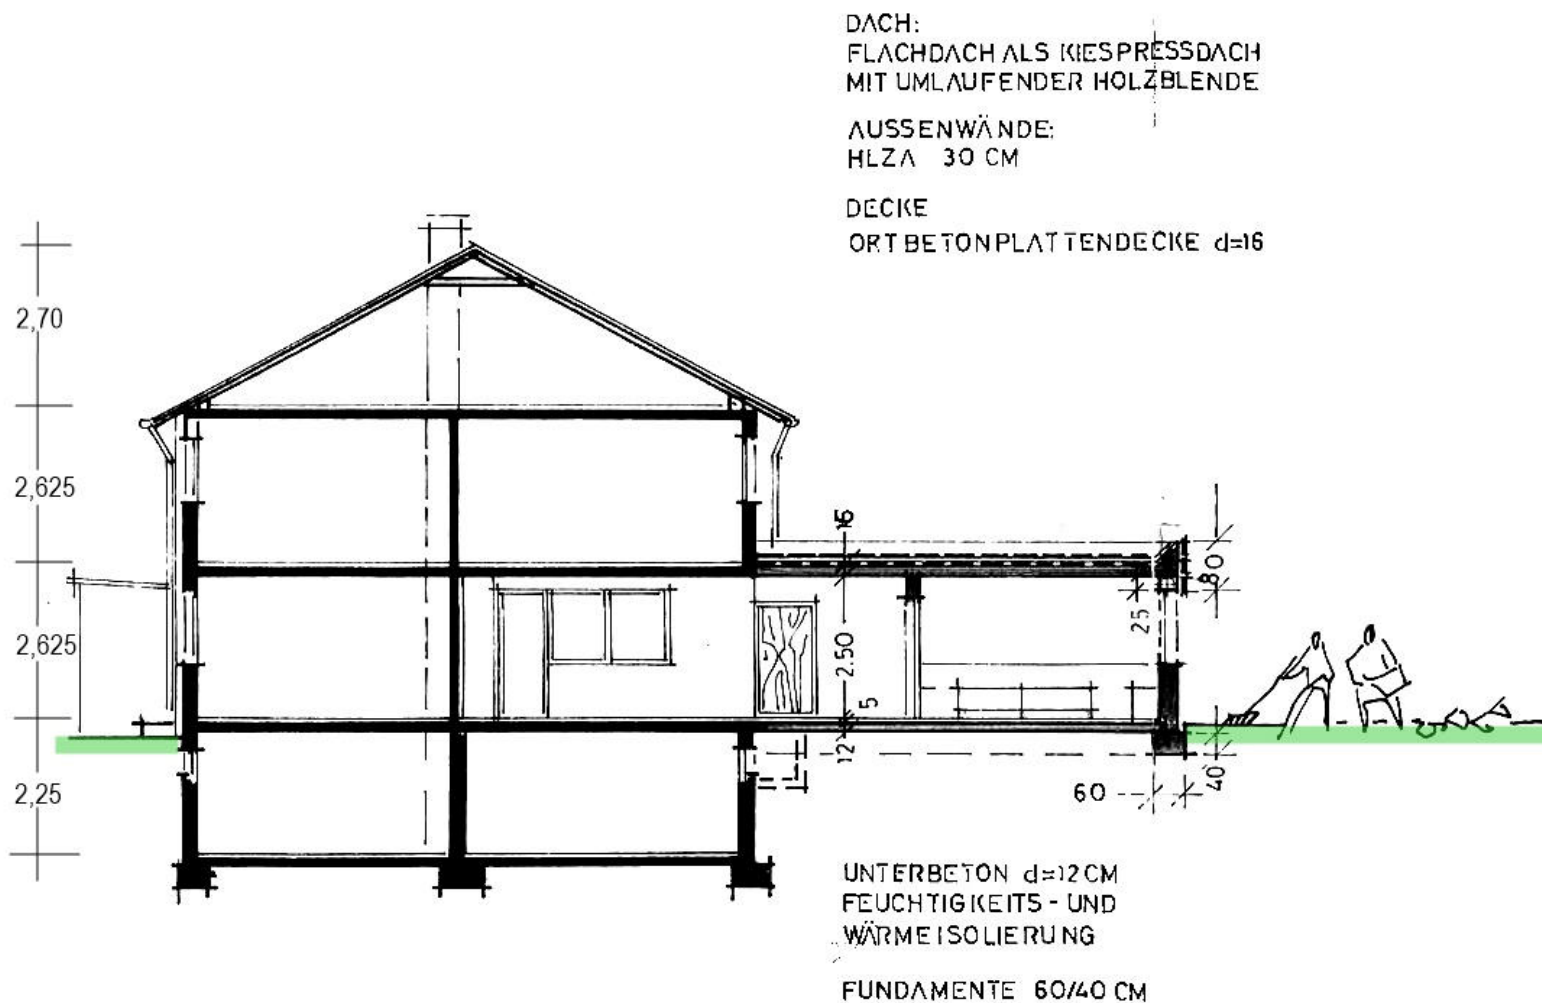 DACH:
FLACHDACH ALS KIESPRESSDACH
MIT UMLAUFENDER HOLZBLENDE
AUSSENWÄNDE:
HLZA 30 CM
DECKE
ORTBETONPLATTENDECKE d=16
2,70
2,625
2,625
2,25
16
2.50
5
12
80
25
60
40
UNTERBETON d=12 CM
FEUCHTIGKEITS- UND
WÄRMEISOLIERUNG
FUNDAMENTE 60/40 CM